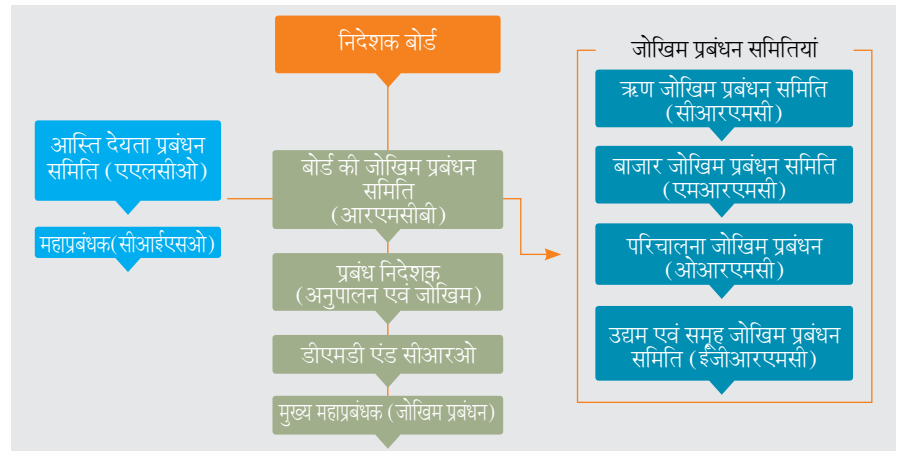 निदेशक बोर्ड
आस्ति देयता प्रबंधन
समिति (एएलसीओ)
महाप्रबंधक(सीआईएसओ)
बोर्ड की जोखिम प्रबंधन
समिति
(आरएमसीबी)
प्रबंध निदेशक
(अनुपालन एवं जोखिम)
डीएमडी एंड सीआरओ
मुख्य महाप्रबंधक (जोखिम प्रबंधन)
जोखिम प्रबंधन समितियां
ऋण जोखिम प्रबंधन समिति
(सीआरएमसी)
बाजार जोखिम प्रबंधन समिति
(एमआरएमसी)
परिचालना जोखिम प्रबंधन
(ओआरएमसी)
उद्यम एवं समूह जोखिम प्रबंधन
समिति (ईजीआरएमसी)